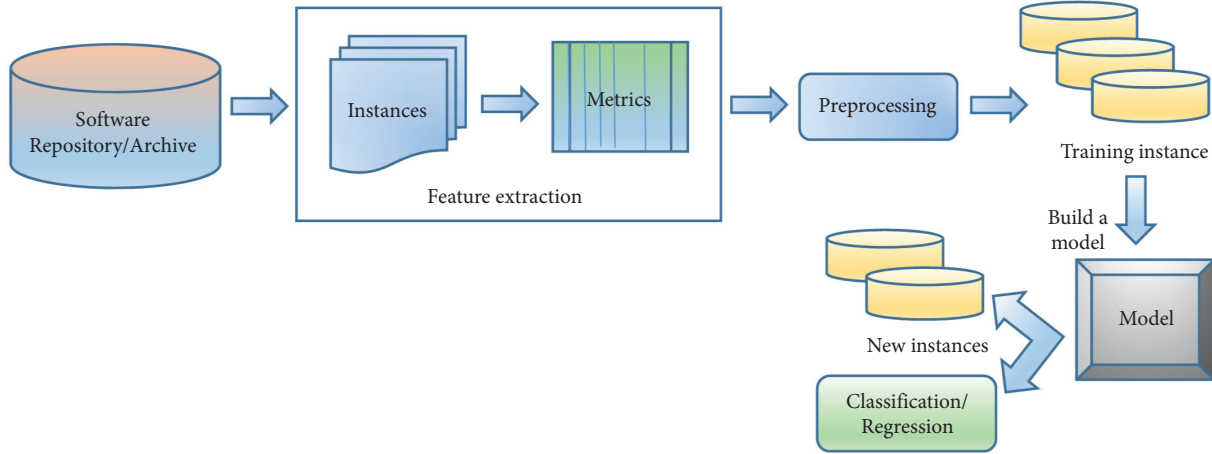 Software
Repository/Archive
Instances
Metrics
Feature extraction
Preprocessing
Training instance
Build a
model
Model
New instances
Classification/
Regression